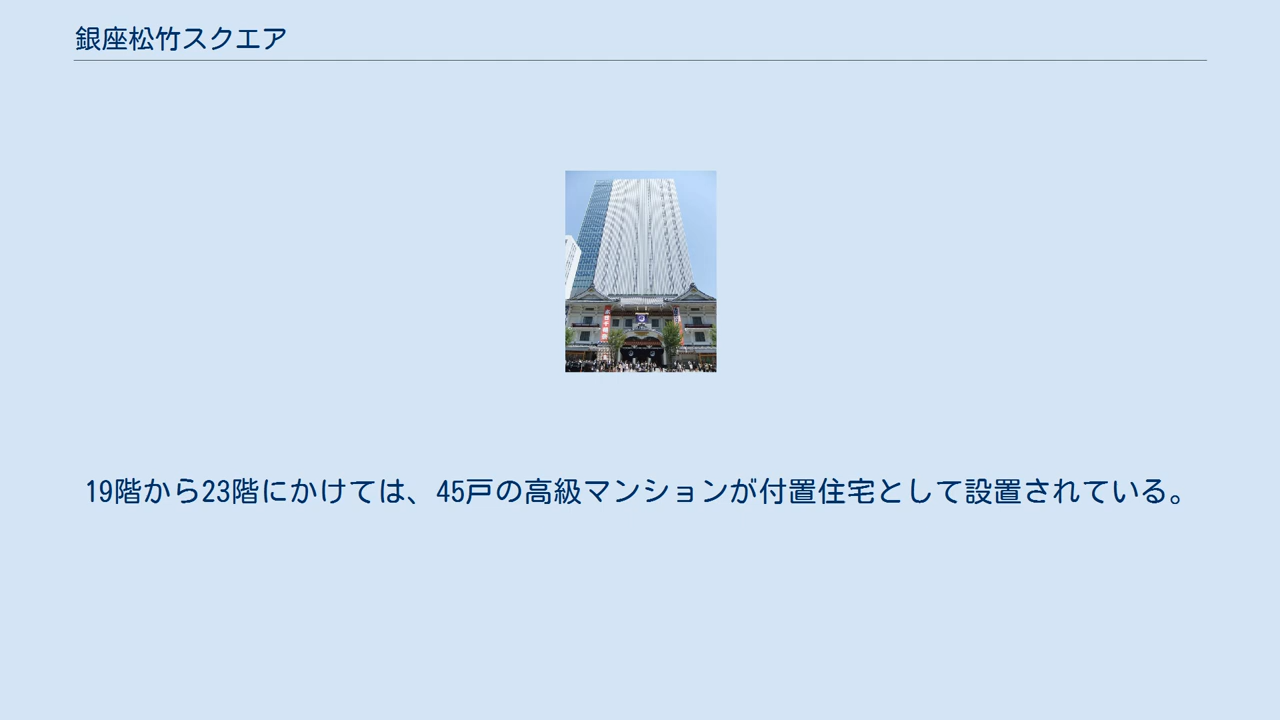 銀座松竹スクエア
19階から23階にかけては、45戸の高級マンションが付置住宅として設置されている。